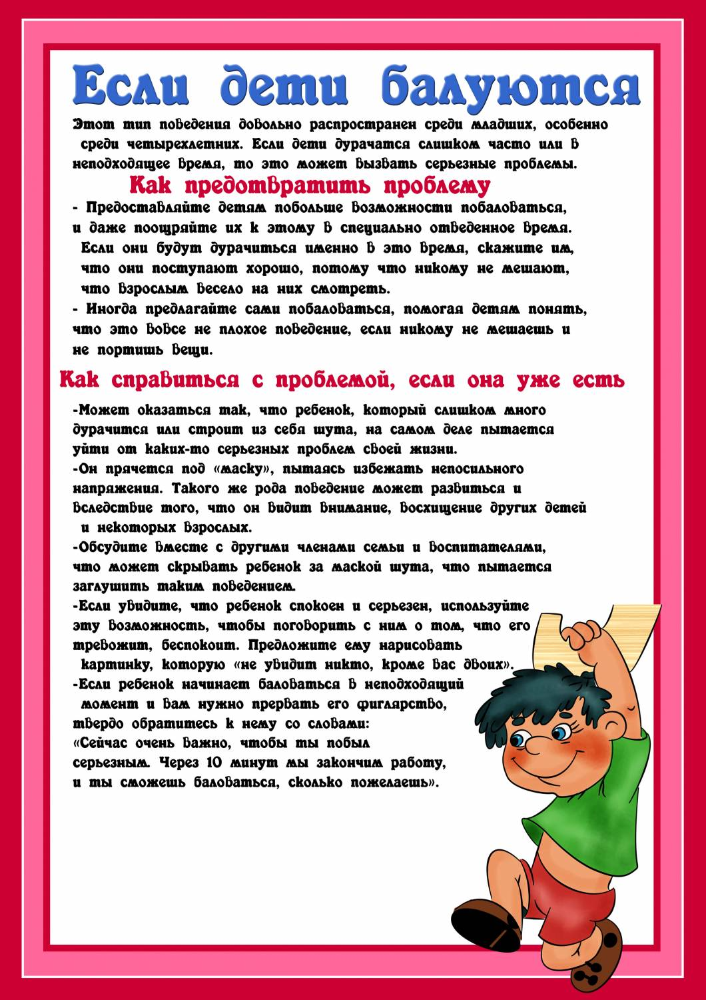 Если дети балуются
Этот тип поведения довольно распространен среди младших, особенно
среди четырехлетних. Если дети дурачатся слишком часто или в
неподходящее время, то это может вызвать серьезные проблемы.
Как предотвратить проблему
- Предоставляйте детям побольше возможности побаловаться,
и даже поощряйте их к этому в специально отведенное время.
Если они будут дурачиться именно в это время, скажите им,
что они поступают хорошо, потому что никому не мешают,
что взрослым весело на них смотреть.
- Иногда предлагайте сами побаловаться, помогая детям понять,
что это вовсе не плохое поведение, если никому не мешаешь и
не портишь вещи.
Как справиться с проблемой, если она уже есть
-Может оказаться так, что ребенок, который слишком много
дурачится или строит из себя шута, на самом деле пытается
уйти от каких-то серьезных проблем своей жизни.
-Он прячется под «маску», пытаясь избежать непосильного
напряжения. Такого же рода поведение может развиться и
вследствие того, что он видит внимание, восхищение других детей
и некоторых взрослых.
-Обсудите вместе с другими членами семьи и воспитателями,
что может скрывать ребенок за маской шута, что пытается
заглушить таким поведением.
-Если увидите, что ребенок спокоен и серьезен, используйте
эту возможность, чтобы поговорить с ним о том, что его
тревожит, беспокоит. Предложите ему нарисовать
картинку, которую «не увидит никто, кроме вас двоих».
-Если ребенок начинает баловаться в неподходящий
момент и вам нужно прервать его фиглярство,
твердо обратитесь к нему со словами:
«Сейчас очень важно, чтобы ты побыл
серьезным. Через 10 минут мы закончим работу,
и ты сможешь баловаться, сколько пожелаешь».